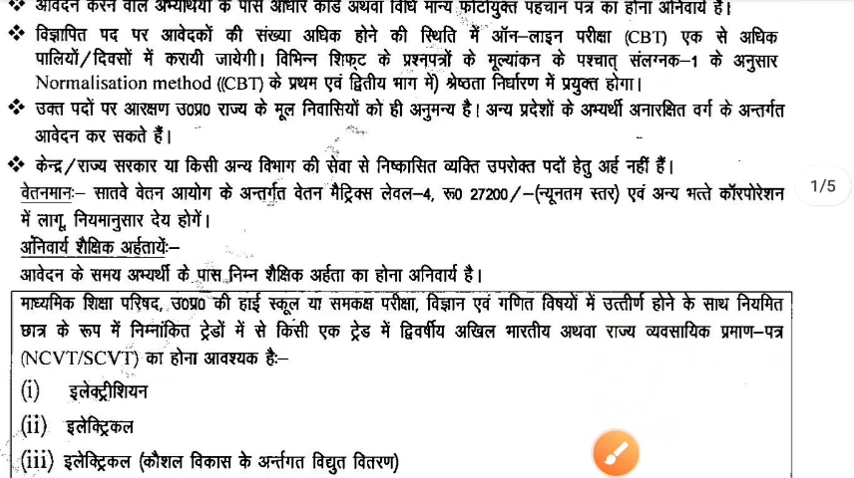 आवेदन करने वाले अभ्यर्थियों के पास आधार कार्ड अथवा विधि मान्य फोटोयुक्त पहचान पत्र का होना अनिवार्य है।
❖ विज्ञापित पद पर आवेदकों की संख्या अधिक होने की स्थिति में ऑन–लाइन परीक्षा (CBT) एक से अधिक
पालियों/दिवसों में करायी जायेगी। विभिन्न शिफ्ट के प्रश्नपत्रों के मूल्यांकन के पश्चात् संलग्नक–1 के अनुसार
Normalisation method ((CBT) के प्रथम एवं द्वितीय भाग में) श्रेष्ठता निर्धारण में प्रयुक्त होगा।
❖ उक्त पदों पर आरक्षण उ०प्र० राज्य के मूल निवासियों को ही अनुमन्य है। अन्य प्रदेशों के अभ्यर्थी अनारक्षित वर्ग के अन्तर्गत
आवेदन कर सकते हैं।
❖ केन्द्र/राज्य सरकार या किसी अन्य विभाग की सेवा से निष्कासित व्यक्ति उपरोक्त पदों हेतु अर्ह नहीं हैं।
वेतनमानः– सातवे वेतन आयोग के अन्तर्गत वेतन मैट्रिक्स लेवल–4, रू0 27200/–(न्यूनतम स्तर) एवं अन्य भत्ते कॉरपोरेशन
में लागू नियमानुसार देय होगें।
1/5
अनिवार्य शैक्षिक अर्हतायेंः–
आवेदन के समय अभ्यर्थी के पास निम्न शैक्षिक अर्हता का होना अनिवार्य है।
माध्यमिक शिक्षा परिषद, उ०प्र० की हाई स्कूल या समकक्ष परीक्षा, विज्ञान एवं गणित विषयों में उत्तीर्ण होने के साथ नियमित
छात्र के रूप में निम्नांकित ट्रेडों में से किसी एक ट्रेड में द्विवर्षीय अखिल भारतीय अथवा राज्य व्यवसायिक प्रमाण–पत्र
(NCVT/SCVT) का होना आवश्यक हैः–
(i) इलेक्ट्रीशियन
(ii) इलेक्ट्रिकल
(iii) इलेक्ट्रिकल (कौशल विकास के अर्न्तगत विद्युत वितरण)